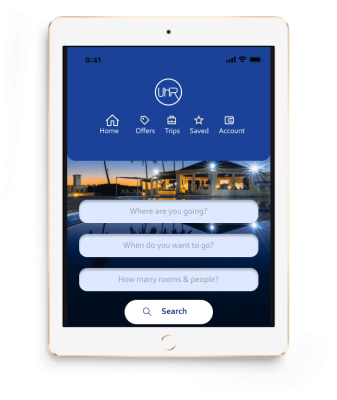 9:41
UHR
Home Offers Trips Saved Account
Where are you going?
When do you want to go?
How many rooms & people?
Search